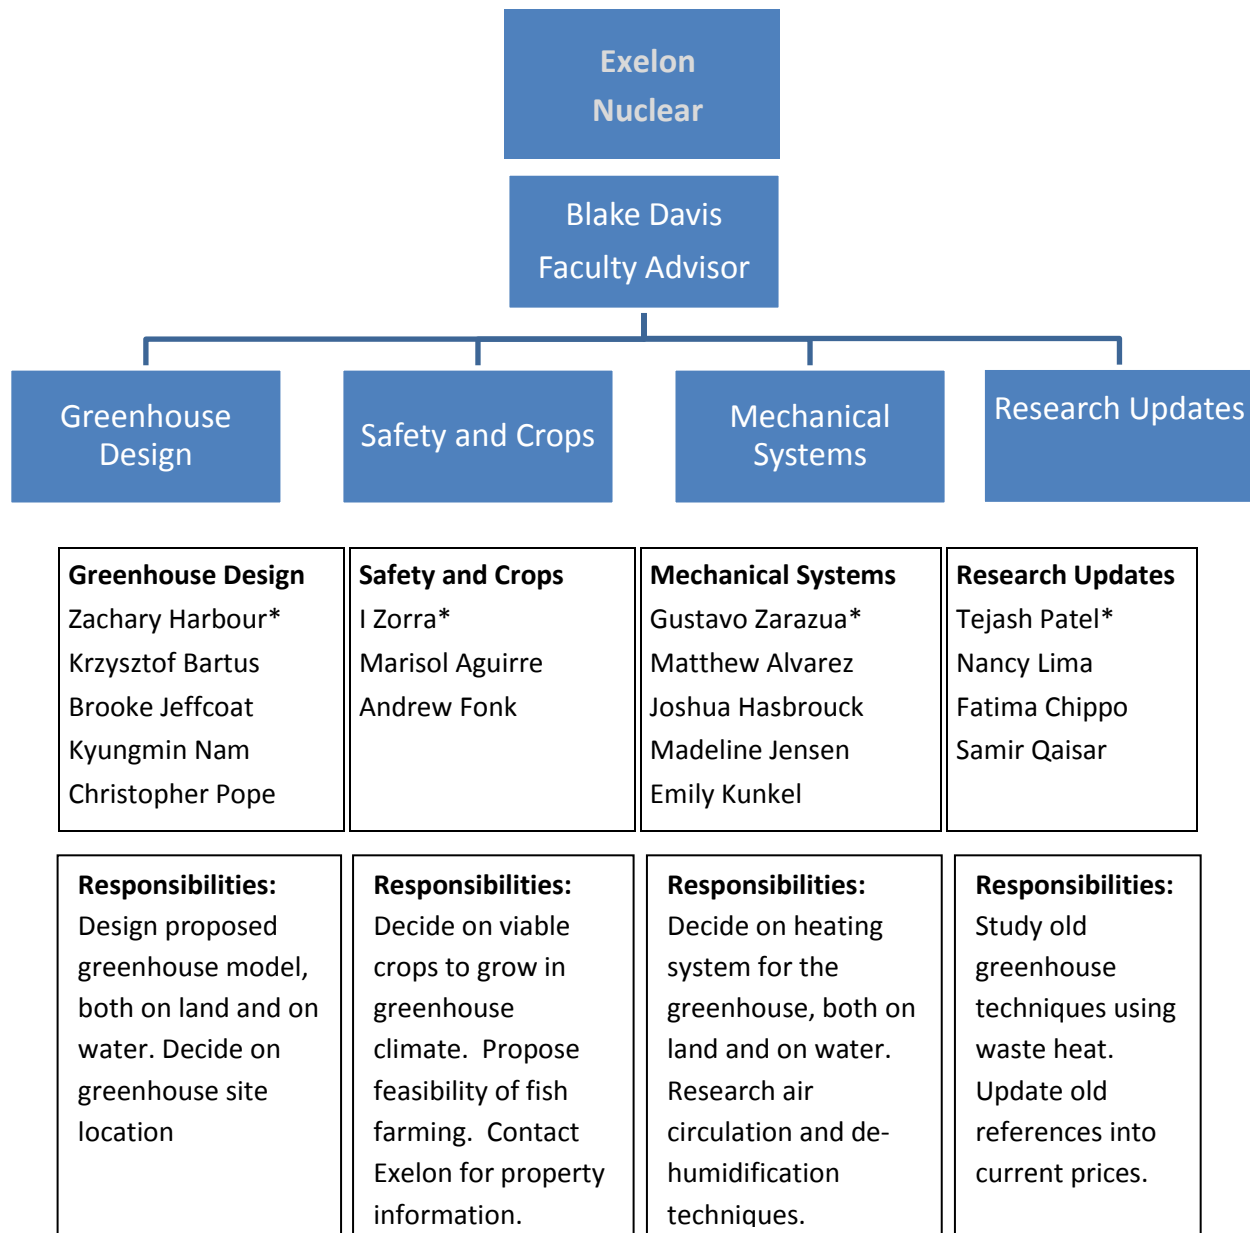 Exelon
Nuclear
Blake Davis
Faculty Advisor
Greenhouse
Design
Safety and Crops
Mechanical
Systems
Research Updates
Greenhouse Design
Zachary Harbour*
Krzysztof Bartus
Brooke Jeffcoat
Kyungmin Nam
Christopher Pope
Safety and Crops
I Zorra*
Marisol Aguirre
Andrew Fonk
Mechanical Systems
Gustavo Zarazua*
Matthew Alvarez
Joshua Hasbrouck
Madeline Jensen
Emily Kunkel
Research Updates
Tejash Patel*
Nancy Lima
Fatima Chippo
Samir Qaisar
Responsibilities:
Design proposed
greenhouse model,
both on land and on
water. Decide on
greenhouse site
location
Responsibilities:
Decide on viable
crops to grow in
greenhouse
climate.  Propose
feasibility of fish
farming.  Contact
Exelon for property
information.
Responsibilities:
Decide on heating
system for the
greenhouse, both on
land and on water.
Research air
circulation and de-
humidification
techniques.
Responsibilities:
Study old
greenhouse
techniques using
waste heat.
Update old
references into
current prices.